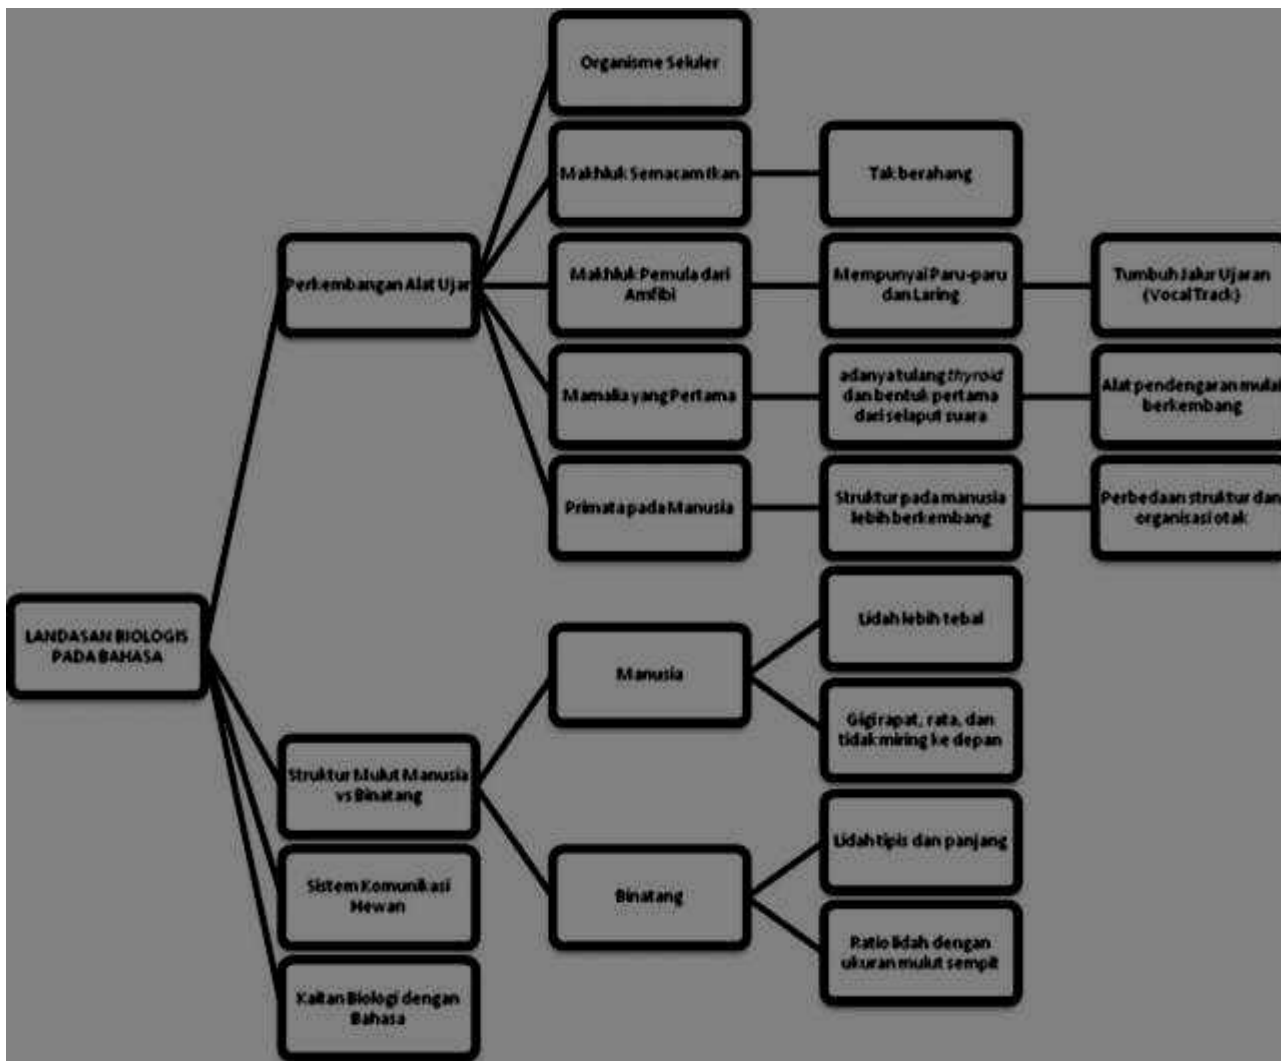 Organisme Seluler
Makhluk Semacam Ikan
Tak berahang
Perkembangan Alat Ujar
Makhluk Pemula dari
Amfibi
Mempunyai Paru-paru
dan Laring
Tumbuh Jalur Ujaran
(Vocal Track)
Mamalia yang Pertama
adanya tulang thyroid
dan bentuk pertama
dari selaput suara
Alat pendengaran mulai
berkembang
Primata pada Manusia
Struktur pada manusia
lebih berkembang
Perbedaan struktur dan
organisasi otak
LANDASAN BIOLOGIS
PADA BAHASA
Struktur Mulut Manusia
vs Binatang
Manusia
Lidah lebih tebal
Gigi rapat, rata, dan
tidak miring ke depan
Binatang
Lidah tipis dan panjang
Ratio lidah dengan
ukuran mulut sempit
Sistem Komunikasi
Hewan
Kaitan Biologi dengan
Bahasa